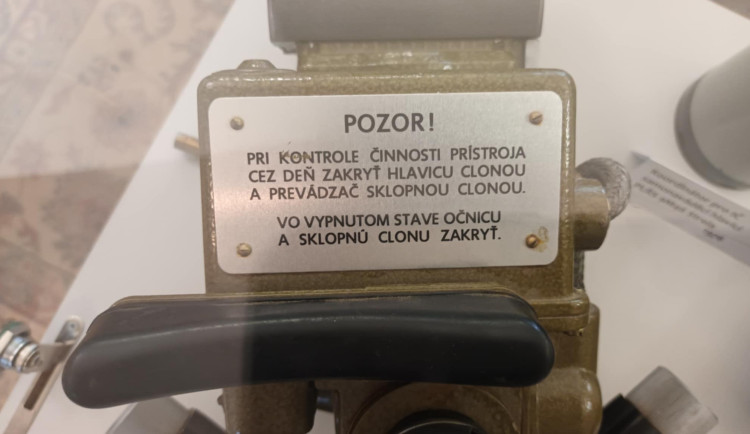 POZOR!
PRI KONTROLE ČINNOSTI PRÍSTROJA
CEZ DEŇ ZAKRYŤ HLAVICU CLONOU
A PREVÁDZAČ SKLOPNOU CLONOU.
VO VYPNUTOM STAVE OČNICU
A SKLOPNÚ CLONU ZAKRYŤ.